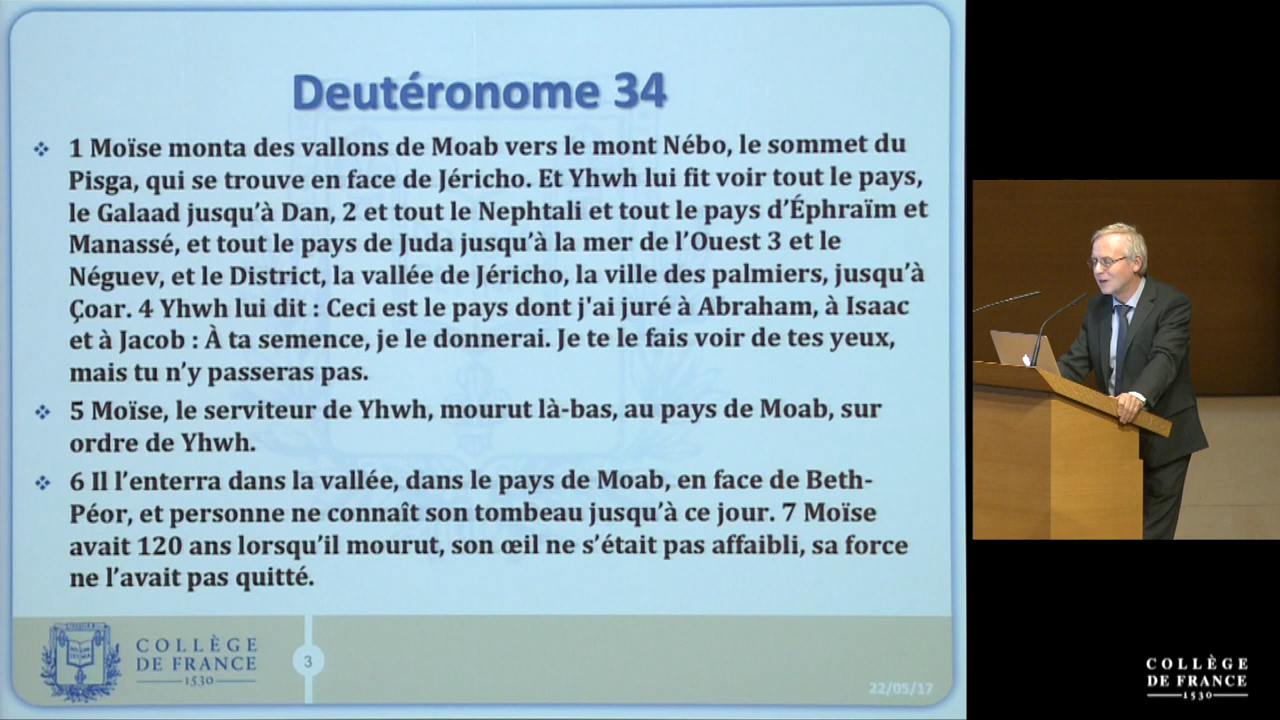 Deutéronome 34
1 Moïse monta des vallons de Moab vers le mont Nébo, le sommet du
Pisga, qui se trouve en face de Jéricho. Et Yhwh lui fit voir tout le pays,
le Galaad jusqu'à Dan, 2 et tout le Nephtali et tout le pays d'Éphraïm et
Manassé, et tout le pays de Juda jusqu'à la mer de l'Ouest 3 et le
Néguev, et le District, la vallée de Jéricho, la ville des palmiers, jusqu'à
Çoar. 4 Yhwh lui dit : Ceci est le pays dont j'ai juré à Abraham, à Isaac
et à Jacob : À ta semence, je le donnerai. Je te le fais voir de tes yeux,
mais tu n'y passeras pas.
5 Moïse, le serviteur de Yhwh, mourut là-bas, au pays de Moab, sur
ordre de Yhwh.
6 Il l'enterra dans la vallée, dans le pays de Moab, en face de Beth-
Péor, et personne ne connaît son tombeau jusqu'à ce jour. 7 Moïse
avait 120 ans lorsqu'il mourut, son œil ne s'était pas affaibli, sa force
ne l'avait pas quitté.
COLLÈGE
DE FRANCE
1530
3
22/05/17
COLLÈGE
DE FRANCE
1530